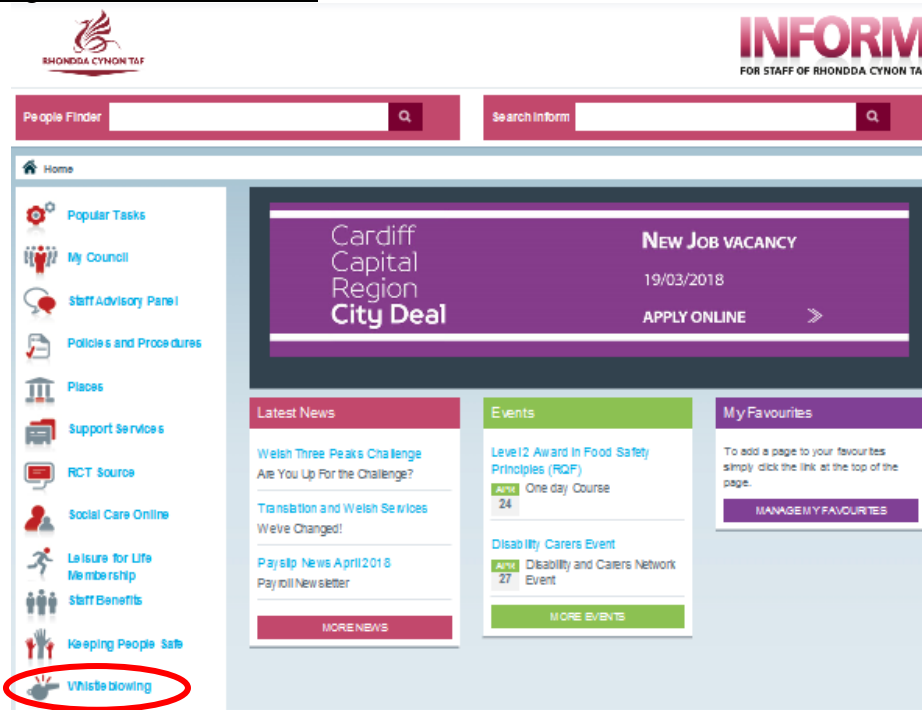 RHONDDA CYNON TAF
INFORM
FOR STAFF OF RHONDDA CYNON TA
People Finder
Search Inform
Home
Popular Tasks
My Council
Staff Advisory Panel
Policies and Procedures
Places
Support Services
RCT Source
Social Care Online
Leisure for Life
Membership
Staff Benefits
Keeping People Safe
Whistleblowing
Cardiff
Capital
Region
City Deal
NEW JOB VACANCY
19/03/2018
APPLY ONLINE
Latest News
Welsh Three Peaks Challenge
Are You Up For the Challenge?
Translation and Welsh Services
We've Changed!
Payslip News April 2018
Payroll Newsletter
MORE NEWS
Events
Level 2 Award in Food Safety
Principles (RQF)
APR One day Course
24
Disability Carers Event
APR Disability and Carers Network
27 Event
MORE EVENTS
My Favourites
To add a page to your favourites
simply click the link at the top of the
page.
MANAGE MY FAVOURITES